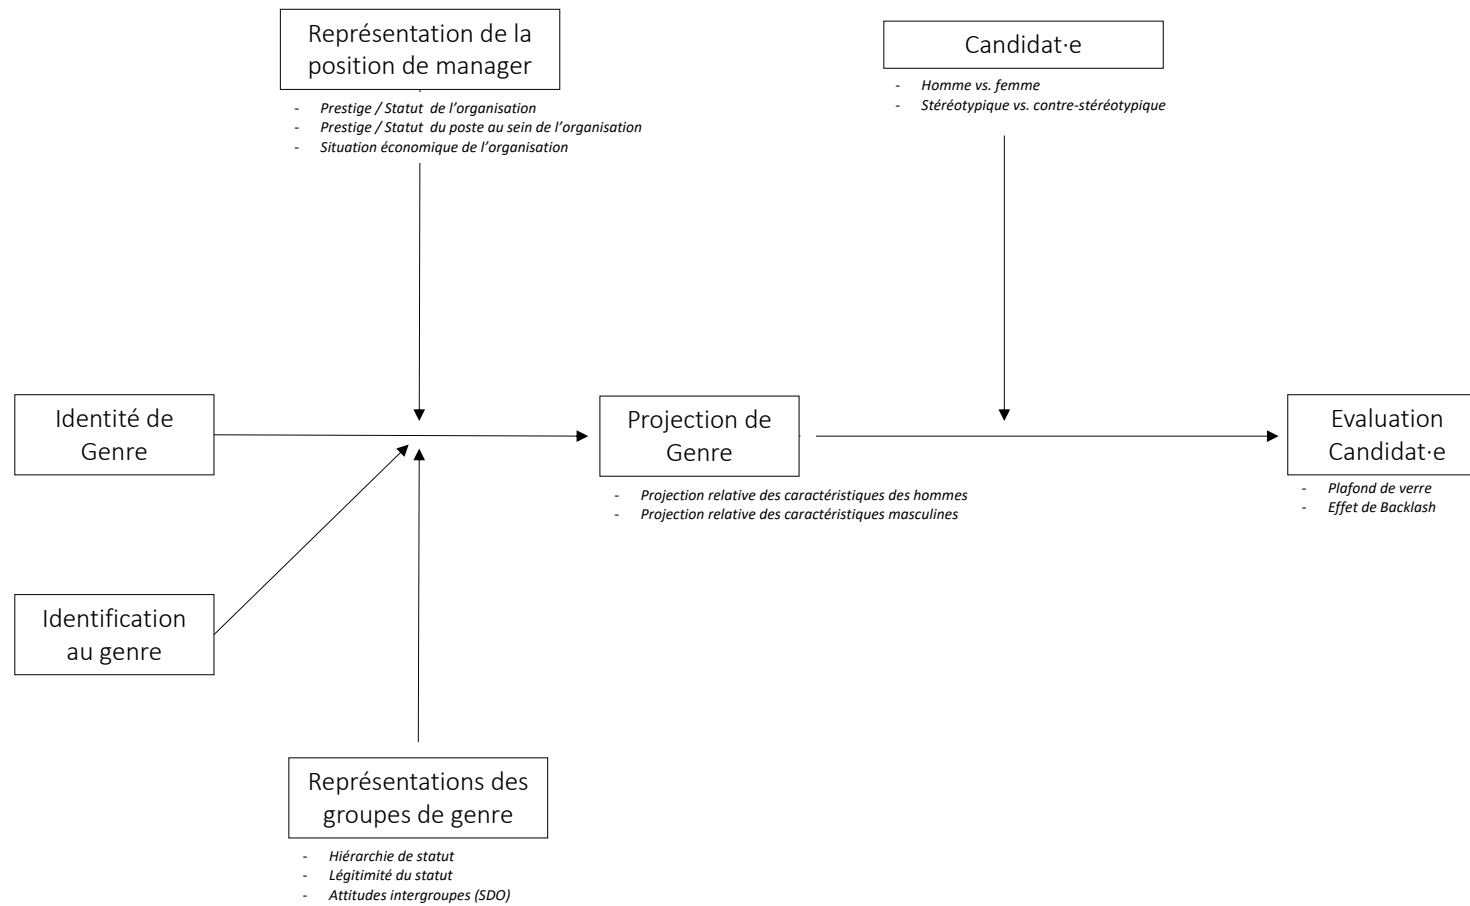 Représentation de la
position de manager
- Prestige / Statut de l'organisation
- Prestige / Statut du poste au sein de l'organisation
- Situation économique de l'organisation
Candidat·e
- Homme vs. femme
- Stéréotypique vs. contre-stéréotypique
Identité de
Genre
Projection de
Genre
- Projection relative des caractéristiques des hommes
- Projection relative des caractéristiques masculines
Evaluation
Candidat·e
- Plafond de verre
- Effet de Backlash
Identification
au genre
Représentations des
groupes de genre
- Hiérarchie de statut
- Légitimité du statut
- Attitudes intergroupes (SDO)